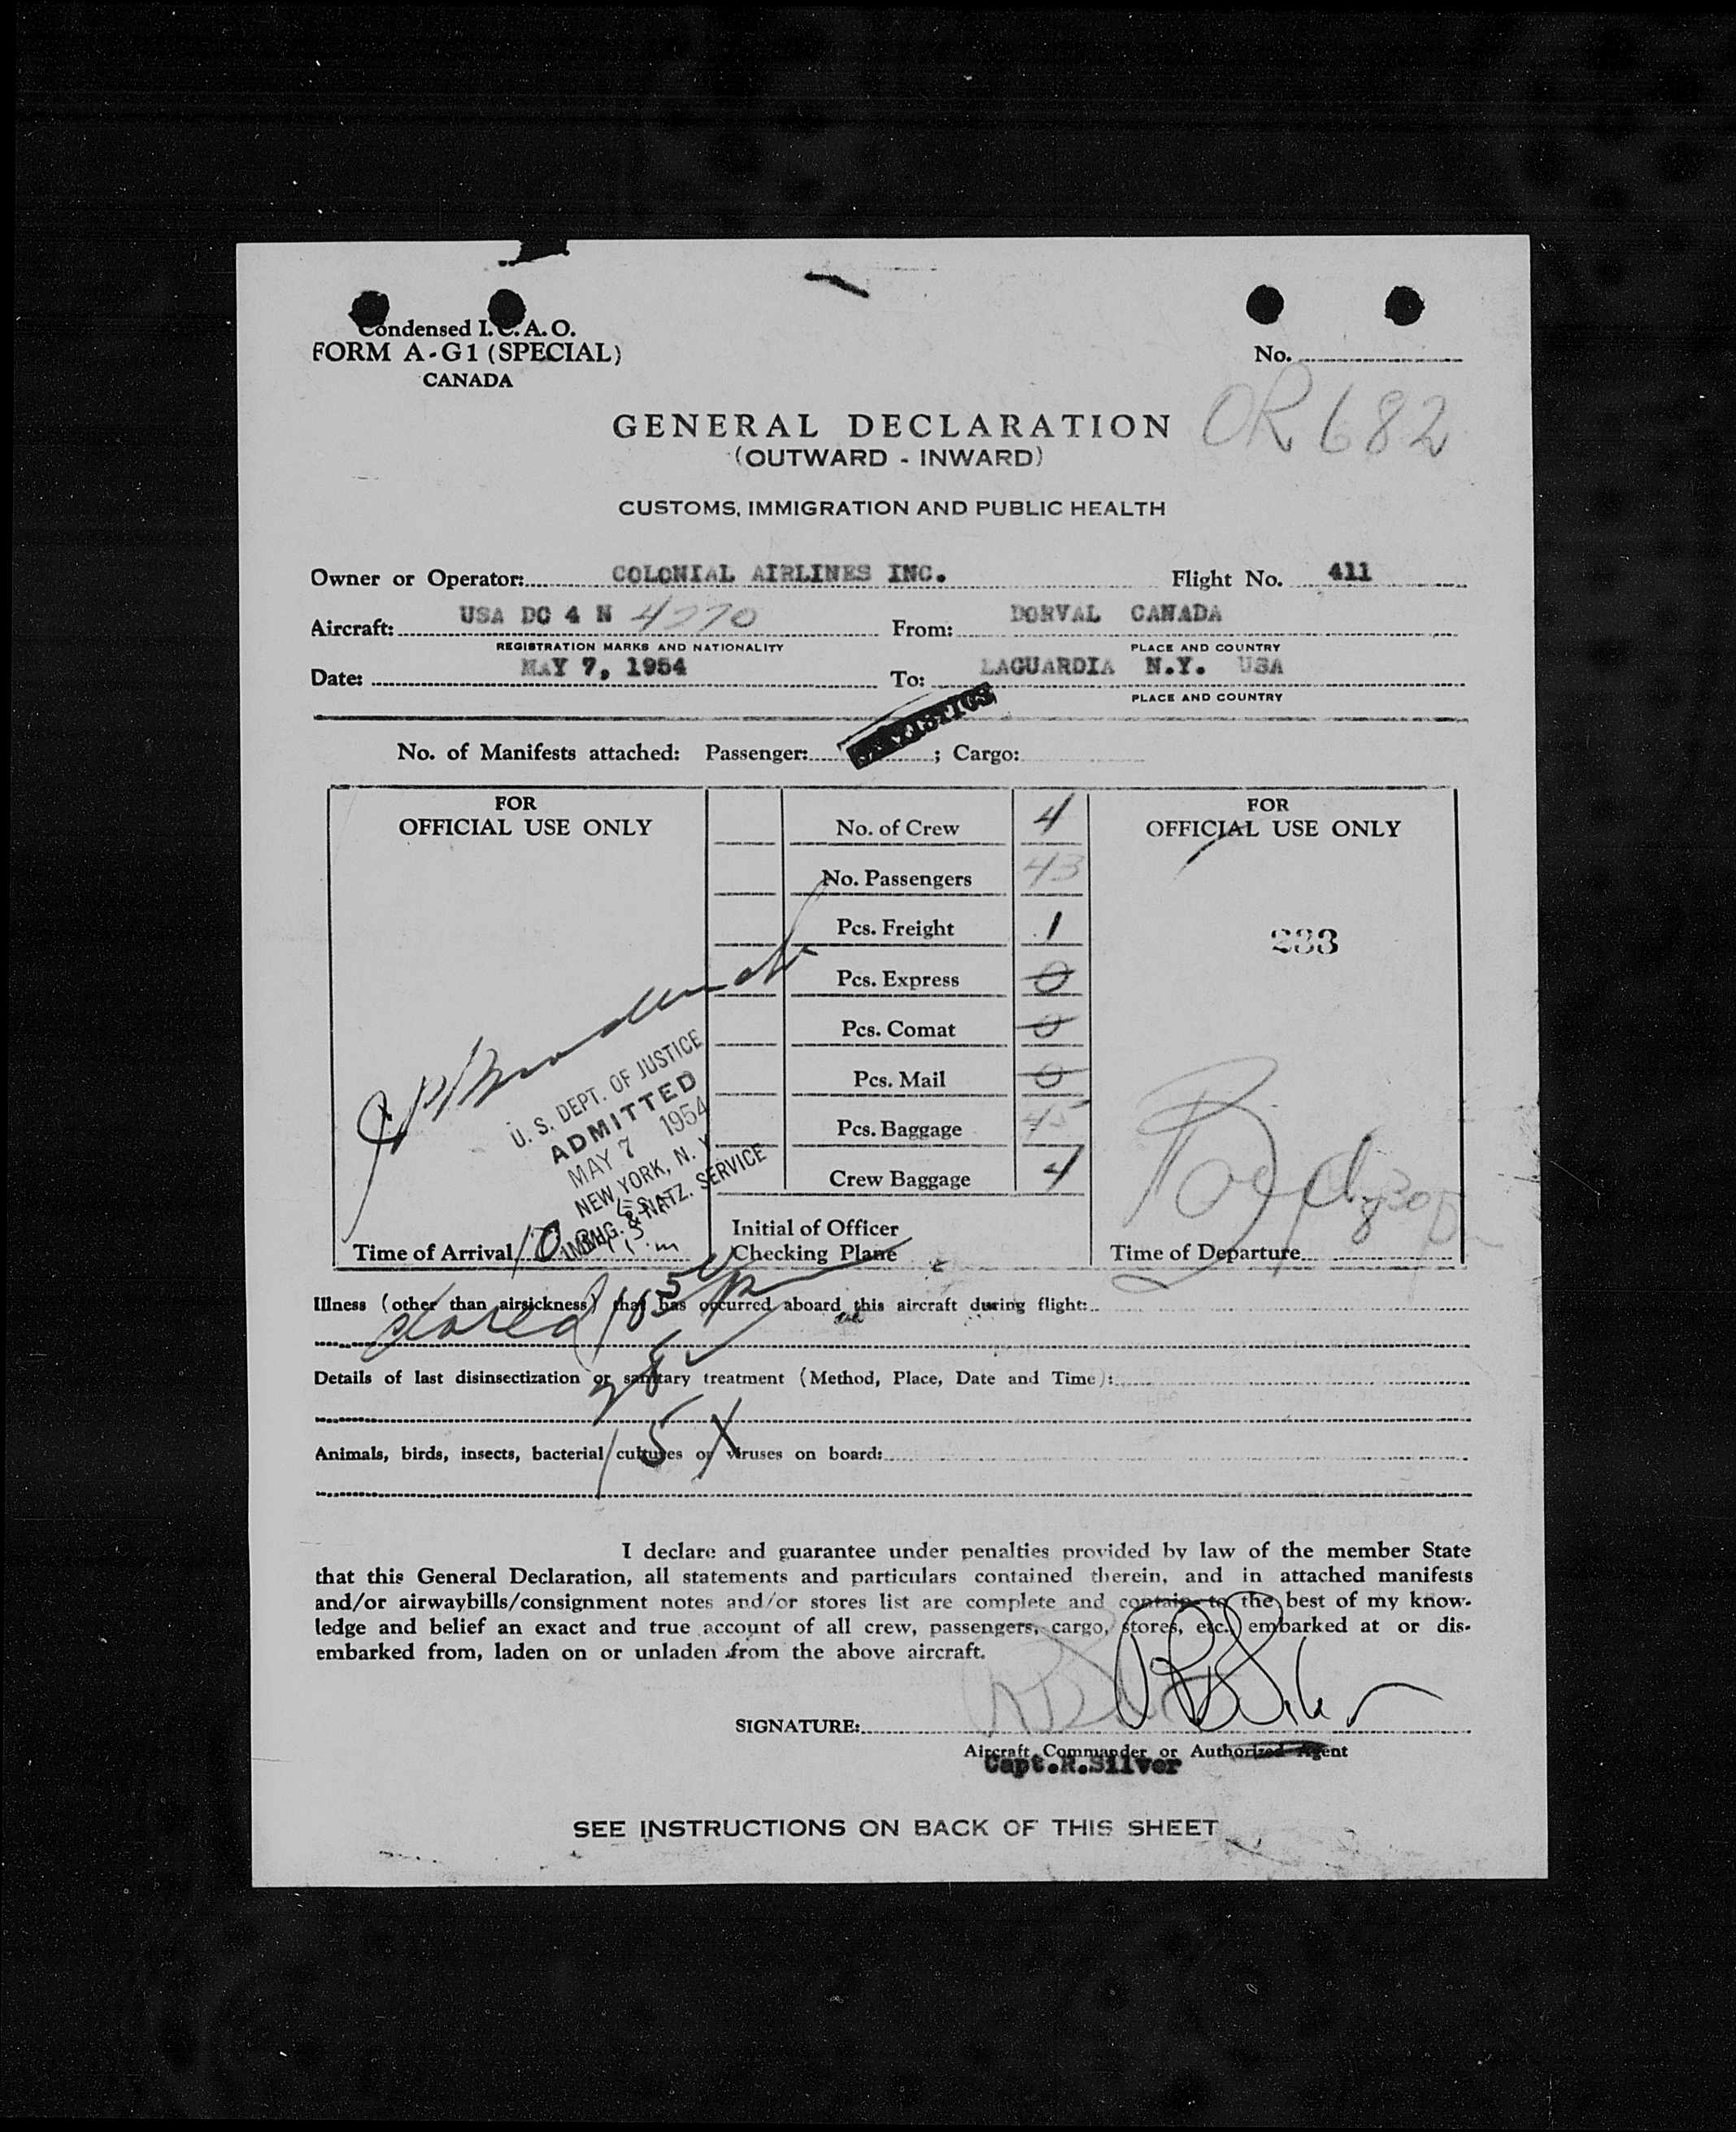 Condensed I.C.A.O.
FORM A-G1 (SPECIAL)
CANADA
No.
OR 682
GENERAL DECLARATION
(OUTWARD - INWARD)
CUSTOMS, IMMIGRATION AND PUBLIC HEALTH
Owner or Operator: COLONIAL AIRLINES INC. Flight No. 411
Aircraft: USA DC 4 N 4270 From: DORVAL CANADA
REGISTRATION MARKS AND NATIONALITY PLACE AND COUNTRY
Date: MAY 7, 1954 To: LAGUARDIA N.Y. USA
PLACE AND COUNTRY
STATISTICS
No. of Manifests attached: Passenger: ; Cargo:
FOR
OFFICIAL USE ONLY
No. of Crew 4
No. Passengers 43
Pcs. Freight 1
Pcs. Express 0
Pcs. Comat 0
Pcs. Mail 0
Pcs. Baggage 45
Crew Baggage 4
FOR
OFFICIAL USE ONLY
233
U. S. DEPT. OF JUSTICE
ADMITTED
MAY 7 1954
NEW YORK, N. Y.
IMMIG. & NATZ. SERVICE
Time of Arrival
Initial of Officer
Checking Plane
Time of Departure
Illness (other than airsickness) that has occurred aboard this aircraft during flight:
Details of last disinsectization or sanitary treatment (Method, Place, Date and Time):
28
Animals, birds, insects, bacterial cultures or viruses on board:
15
I declare and guarantee under penalties provided by law of the member State
that this General Declaration, all statements and particulars contained therein, and in attached manifests
and/or airwaybills/consignment notes and/or stores list are complete and contain to the best of my know-
ledge and belief an exact and true account of all crew, passengers, cargo, stores, etc. embarked at or dis-
embarked from, laden on or unladen from the above aircraft.
SIGNATURE: R Silver
Aircraft Commander or Authorized Agent
Capt.R.Silver
SEE INSTRUCTIONS ON BACK OF THIS SHEET